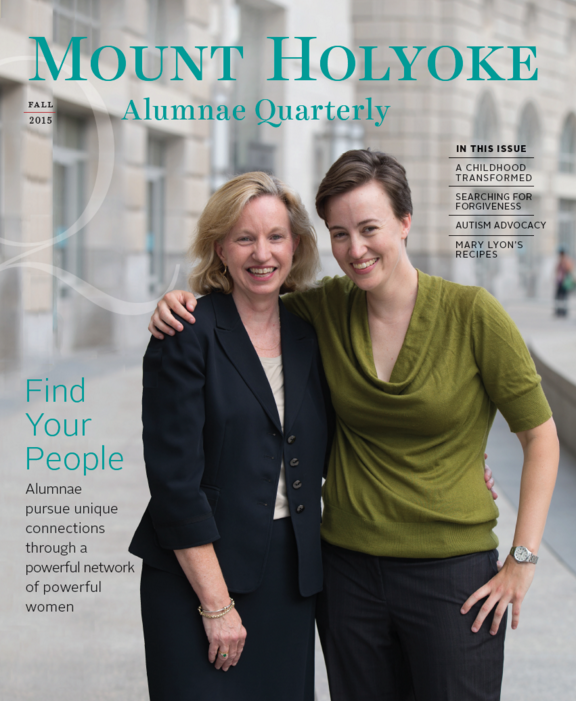 MOUNT HOLYOKE
Alumnae Quarterly
FALL
2015
IN THIS ISSUE
A CHILDHOOD
TRANSFORMED
SEARCHING FOR
FORGIVENESS
AUTISM ADVOCACY
MARY LYON'S
RECIPES
Find
Your
People
Alumnae
pursue unique
connections
through a
powerful network
of powerful
women